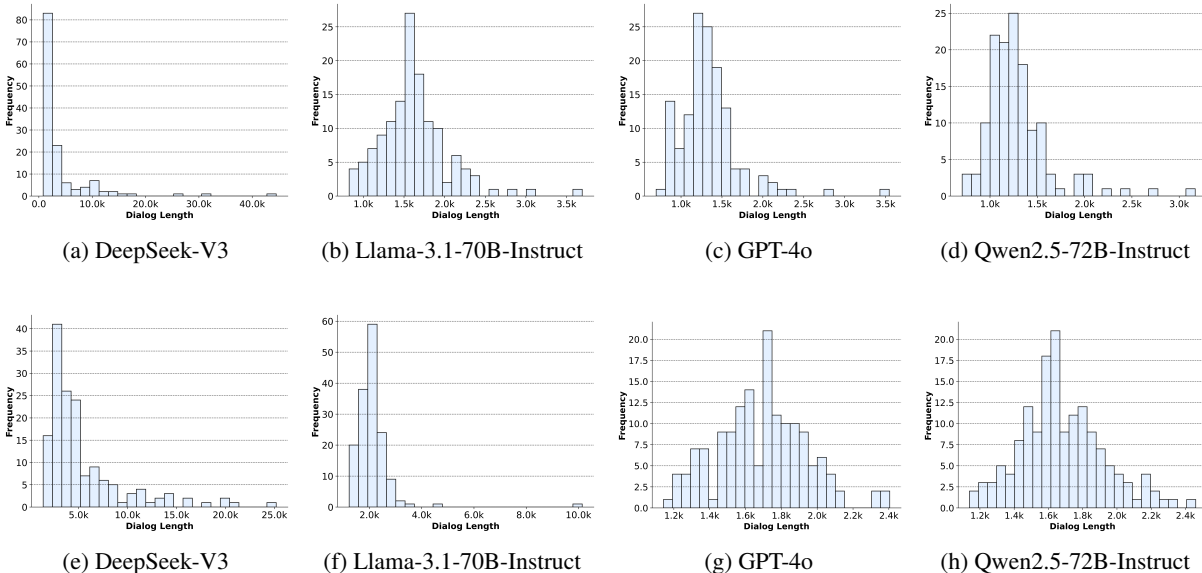 80
70
60
50
40
30
20
10
0
Frequency
0.0 10.0k 20.0k 30.0k 40.0k
Dialog Length
(a) DeepSeek-V3
25
20
15
10
5
0
Frequency
1.0k 1.5k 2.0k 2.5k 3.0k 3.5k
Dialog Length
(b) Llama-3.1-70B-Instruct
25
20
15
10
5
0
Frequency
1.0k 1.5k 2.0k 2.5k 3.0k 3.5k
Dialog Length
(c) GPT-4o
25
20
15
10
5
0
Frequency
1.0k 1.5k 2.0k 2.5k 3.0k
Dialog Length
(d) Qwen2.5-72B-Instruct
40
35
30
25
20
15
10
5
0
Frequency
5.0k 10.0k 15.0k 20.0k 25.0k
Dialog Length
(e) DeepSeek-V3
60
50
40
30
20
10
0
Frequency
2.0k 4.0k 6.0k 8.0k 10.0k
Dialog Length
(f) Llama-3.1-70B-Instruct
20.0
17.5
15.0
12.5
10.0
7.5
5.0
2.5
0.0
Frequency
1.2k 1.4k 1.6k 1.8k 2.0k 2.2k 2.4k
Dialog Length
(g) GPT-4o
20.0
17.5
15.0
12.5
10.0
7.5
5.0
2.5
0.0
Frequency
1.2k 1.4k 1.6k 1.8k 2.0k 2.2k 2.4k
Dialog Length
(h) Qwen2.5-72B-Instruct